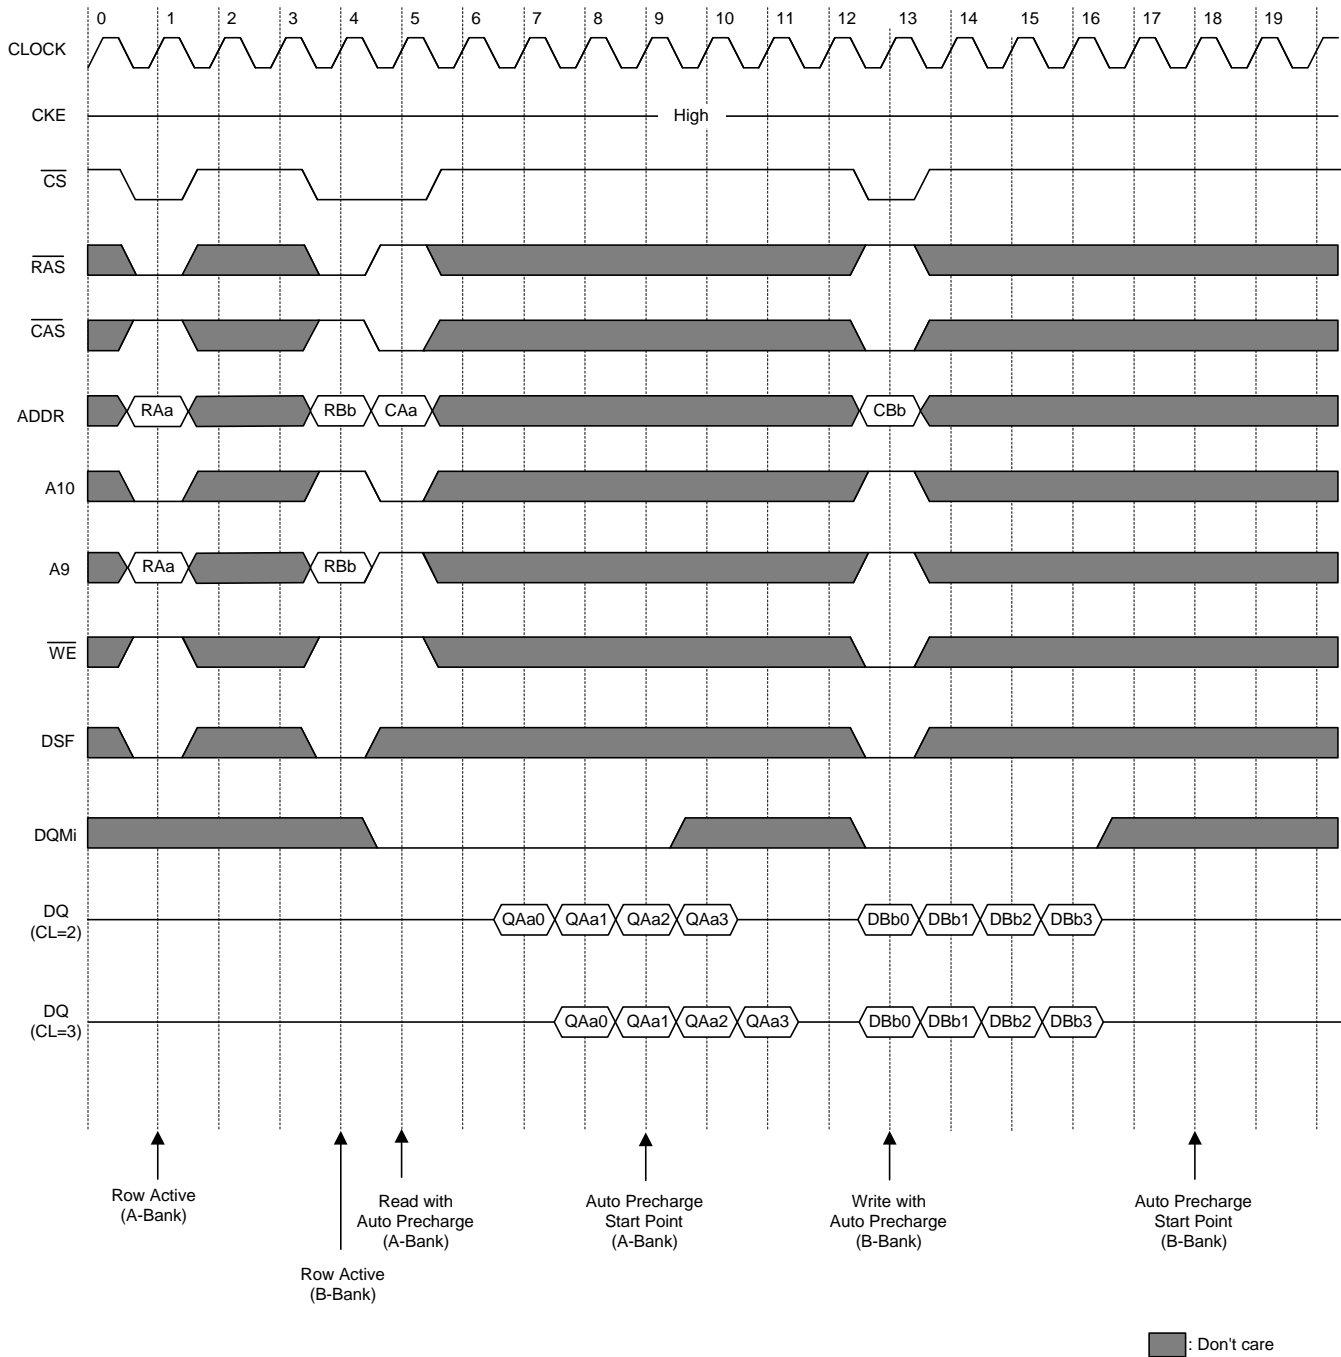 0 1 2 3 4 5 6 7 8 9 10 11 12 13 14 15 16 17 18 19
CLOCK
CKE High
CS
RAS
CAS
ADDR RAa RBb CAa CBb
A10
A9 RAa RBb
WE
DSF
DQMi
DQ
(CL=2)
QAa0 QAa1 QAa2 QAa3 DBb0 DBb1 DBb2 DBb3
DQ
(CL=3)
QAa0 QAa1 QAa2 QAa3 DBb0 DBb1 DBb2 DBb3
Row Active
(A-Bank)
Row Active
(B-Bank)
Read with
Auto Precharge
(A-Bank)
Auto Precharge
Start Point
(A-Bank)
Write with
Auto Precharge
(B-Bank)
Auto Precharge
Start Point
(B-Bank)
: Don't care